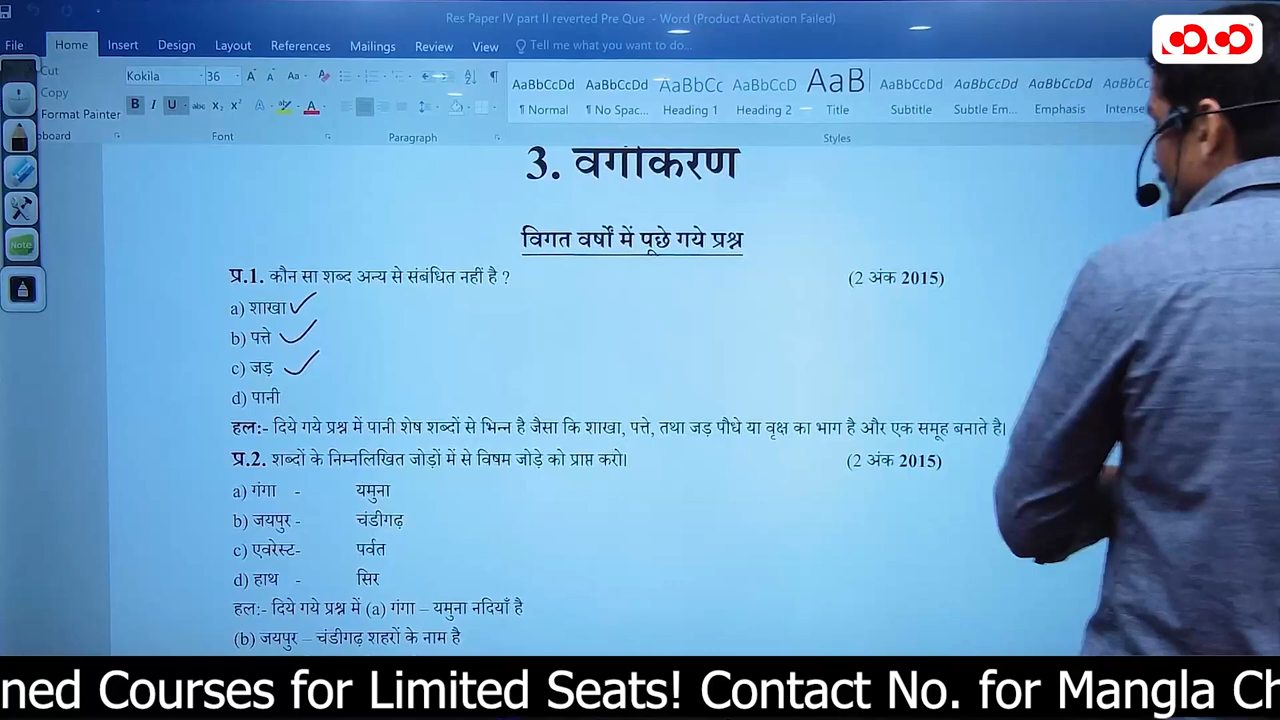 Res Paper IV part II reverted Pre Que - Word (Product Activation Failed)
File Home Insert Design Layout References Mailings Review View Tell me what you want to do...
Cut
Copy
Format Painter
board
Kokila 36
Font
Paragraph
AaBbCcDd AaBbCcDd AaBbCc AaBbCcD AaB AaBbCcDd AaBbCcDd AaBbCcDd AaBbCc
¶ Normal ¶ No Spac... Heading 1 Heading 2 Title Subtitle Subtle Em... Emphasis Intense
Styles
Note
3. वर्गीकरण
विगत वर्षों में पूछे गये प्रश्न
प्र.1. कौन सा शब्द अन्य से संबंधित नहीं है ? (2 अंक 2015)
a) शाखा
b) पत्ते
c) जड़
d) पानी
हल:- दिये गये प्रश्न में पानी शेष शब्दों से भिन्न है जैसा कि शाखा, पत्ते, तथा जड़ पौधे या वृक्ष का भाग है और एक समूह बनाते है।
प्र.2. शब्दों के निम्नलिखित जोड़ों में से विषम जोड़े को प्राप्त करो। (2 अंक 2015)
a) गंगा - यमुना
b) जयपुर - चंडीगढ़
c) एवरेस्ट- पर्वत
d) हाथ - सिर
हल:- दिये गये प्रश्न में (a) गंगा – यमुना नदियाँ है
(b) जयपुर – चंडीगढ़ शहरों के नाम है
ned Courses for Limited Seats! Contact No. for Mangla Ch